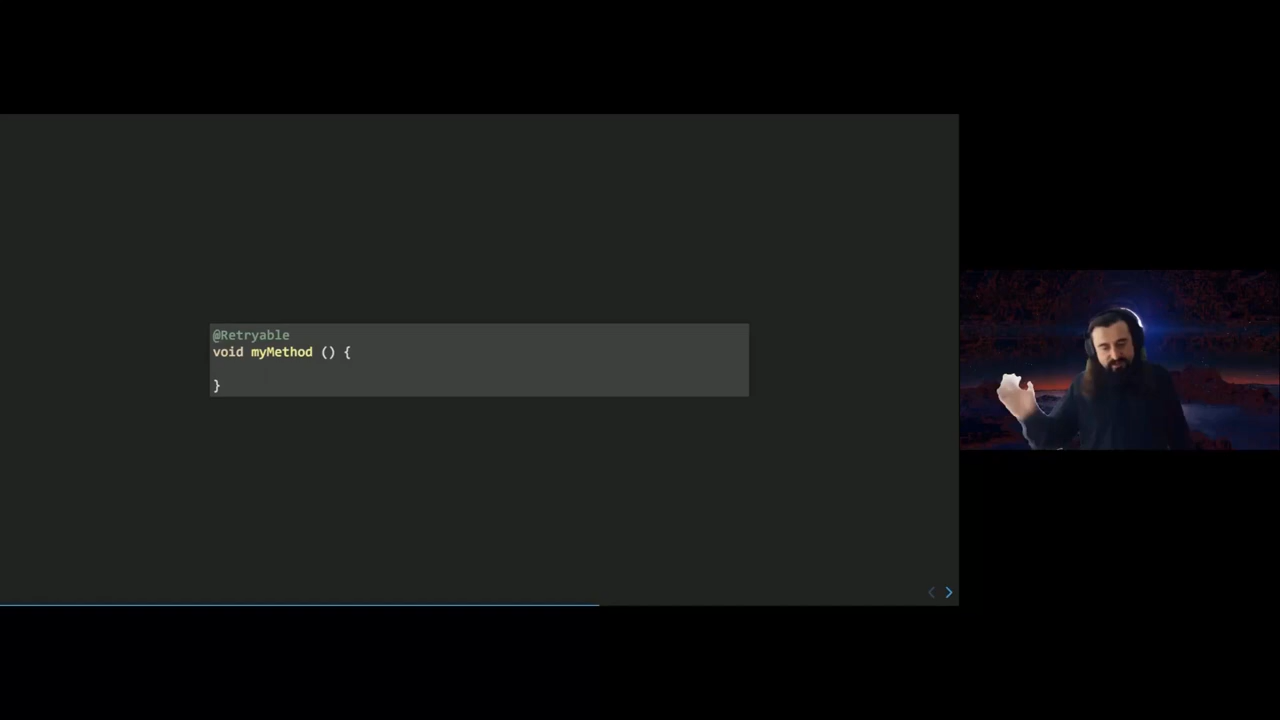 @Retryable
void myMethod () {
}